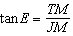 tan E = TM/JM